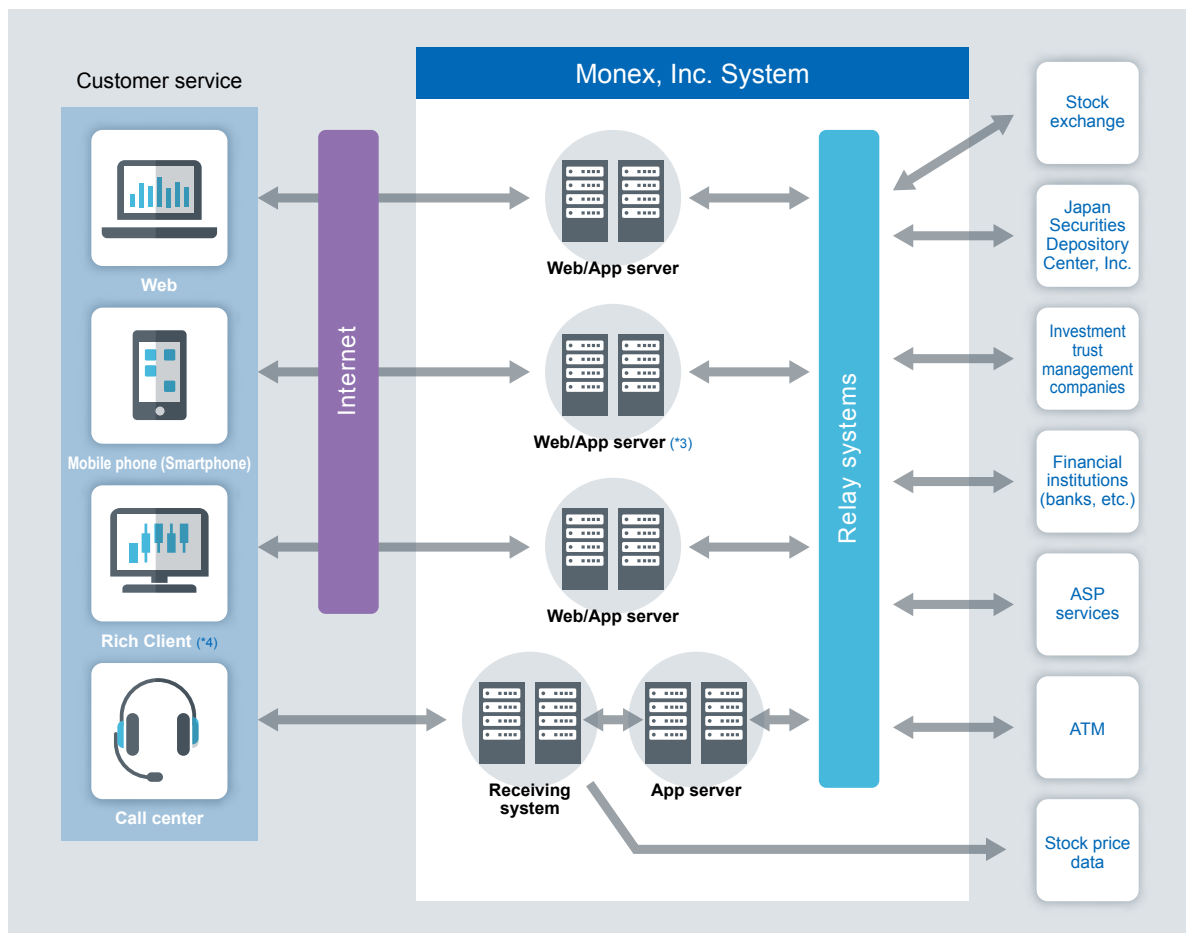 Customer service
Monex, Inc. System
Web
Mobile phone (Smartphone)
Rich Client (*4)
Call center
Internet
Web/App server
Web/App server (*3)
Web/App server
Receiving
system
App server
Relay systems
Stock
exchange
Japan
Securities
Depository
Center, Inc.
Investment
trust
management
companies
Financial
institutions
(banks, etc.)
ASP
services
ATM
Stock price
data